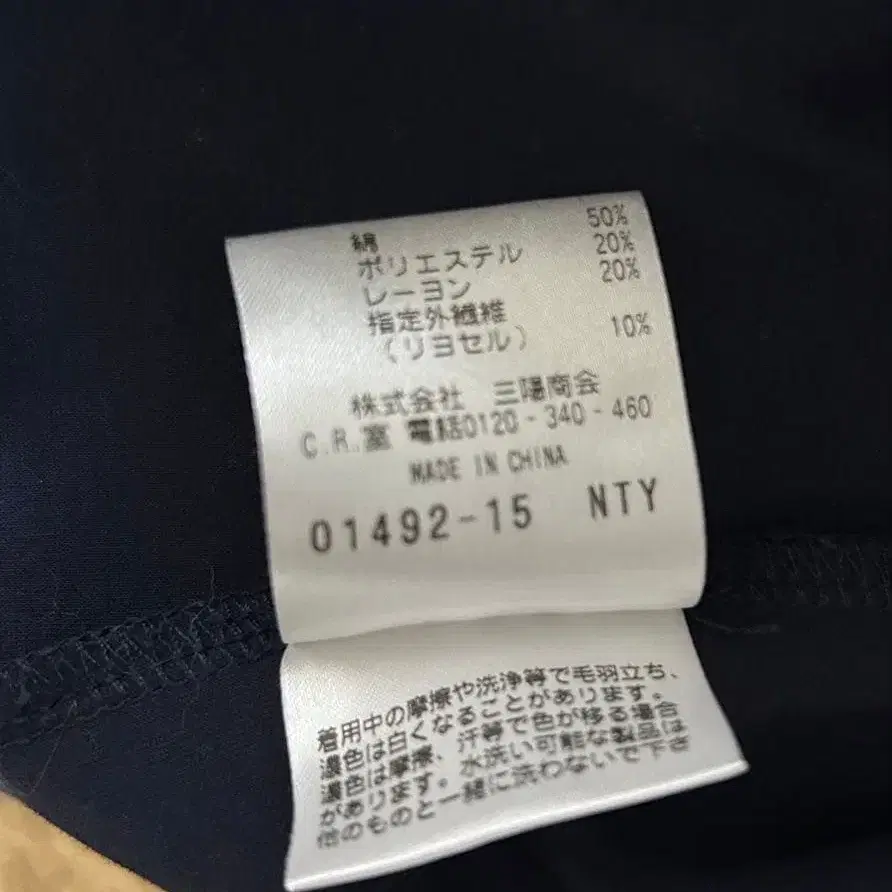 綿 50%
ポリエステル 20%
レーヨン 20%
指定外繊維
(リヨセル) 10%
株式会社 三陽商会
C.R.室 電話0120-340-460
MADE IN CHINA
01492-15 NTY
着用中の摩擦や洗浄等で毛羽立ち、
濃色は白くなることがあります。
濃色は摩擦、汗等で色が移る場合
があります。水洗い可能な製品は
他のものと一緒に洗わないで下さ